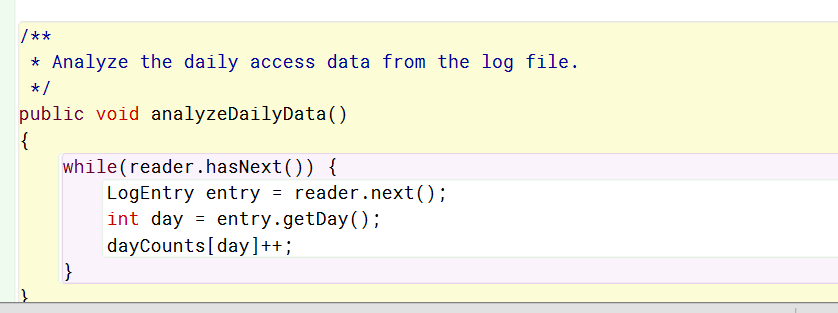 /**
 * Analyze the daily access data from the log file.
 */
public void analyzeDailyData()
{
    while(reader.hasNext()) {
        LogEntry entry = reader.next();
        int day = entry.getDay();
        dayCounts[day]++;
    }
}